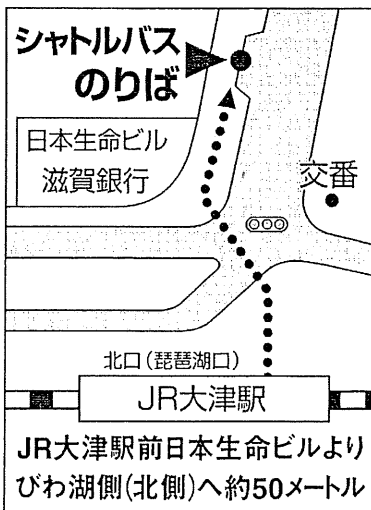 シャトルバス
のりば
日本生命ビル
滋賀銀行
交番
北口(琵琶湖口)
JR大津駅
JR大津駅前日本生命ビルより
びわ湖側(北側)へ約50メートル